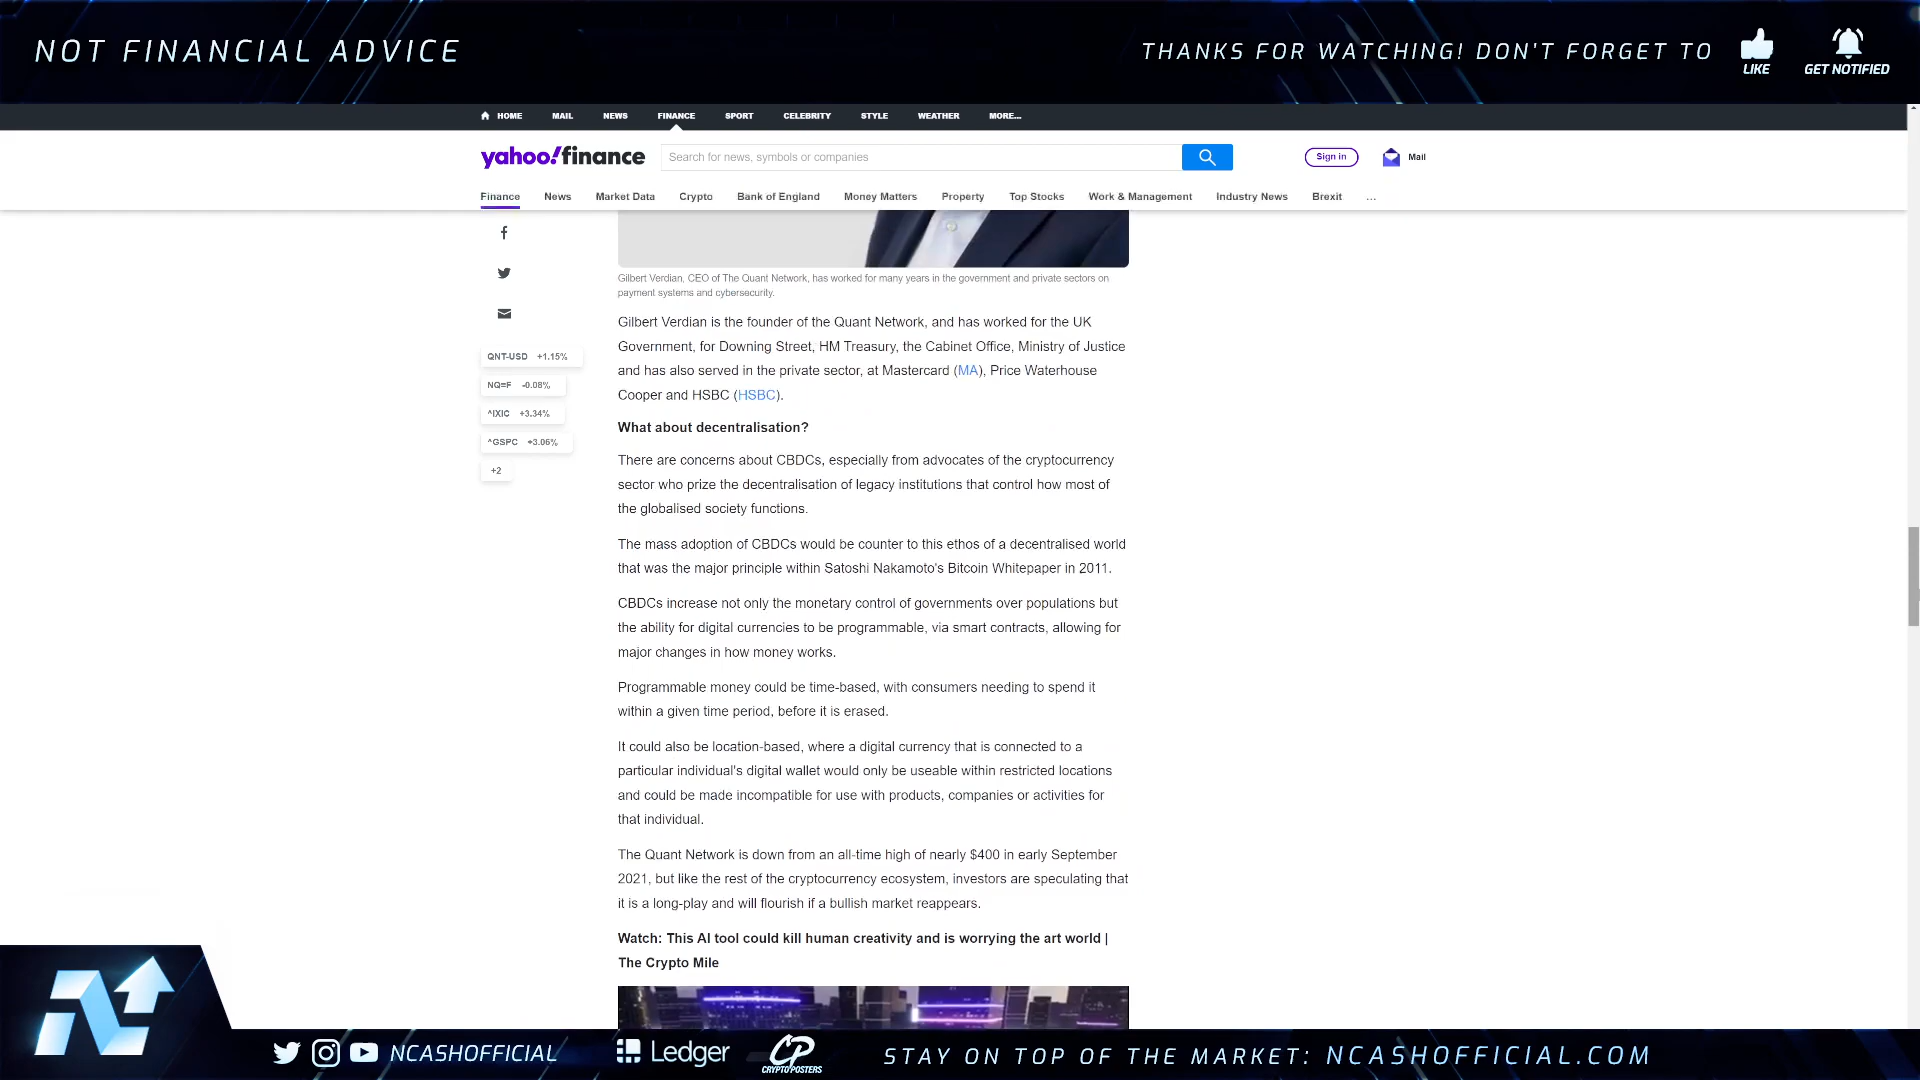 NOT FINANCIAL ADVICE
THANKS FOR WATCHING! DON'T FORGET TO
LIKE
GET NOTIFIED
HOME MAIL NEWS FINANCE SPORT CELEBRITY STYLE WEATHER MORE...
yahoo!finance
Search for news, symbols or companies
Sign in
Mail
Finance News Market Data Crypto Bank of England Money Matters Property Top Stocks Work & Management Industry News Brexit ...
Gilbert Verdian, CEO of The Quant Network, has worked for many years in the government and private sectors on
payment systems and cybersecurity.
QNT-USD +1.15%
NQ=F -0.08%
^IXIC +3.34%
^GSPC +3.06%
+2
Gilbert Verdian is the founder of the Quant Network, and has worked for the UK
Government, for Downing Street, HM Treasury, the Cabinet Office, Ministry of Justice
and has also served in the private sector, at Mastercard (MA), Price Waterhouse
Cooper and HSBC (HSBC).
What about decentralisation?
There are concerns about CBDCs, especially from advocates of the cryptocurrency
sector who prize the decentralisation of legacy institutions that control how most of
the globalised society functions.
The mass adoption of CBDCs would be counter to this ethos of a decentralised world
that was the major principle within Satoshi Nakamoto's Bitcoin Whitepaper in 2011.
CBDCs increase not only the monetary control of governments over populations but
the ability for digital currencies to be programmable, via smart contracts, allowing for
major changes in how money works.
Programmable money could be time-based, with consumers needing to spend it
within a given time period, before it is erased.
It could also be location-based, where a digital currency that is connected to a
particular individual's digital wallet would only be useable within restricted locations
and could be made incompatible for use with products, companies or activities for
that individual.
The Quant Network is down from an all-time high of nearly $400 in early September
2021, but like the rest of the cryptocurrency ecosystem, investors are speculating that
it is a long-play and will flourish if a bullish market reappears.
Watch: This AI tool could kill human creativity and is worrying the art world |
The Crypto Mile
NCASHOFFICIAL
Ledger
CP
CRYPTOPOSTERS
STAY ON TOP OF THE MARKET: NCASHOFFICIAL.COM